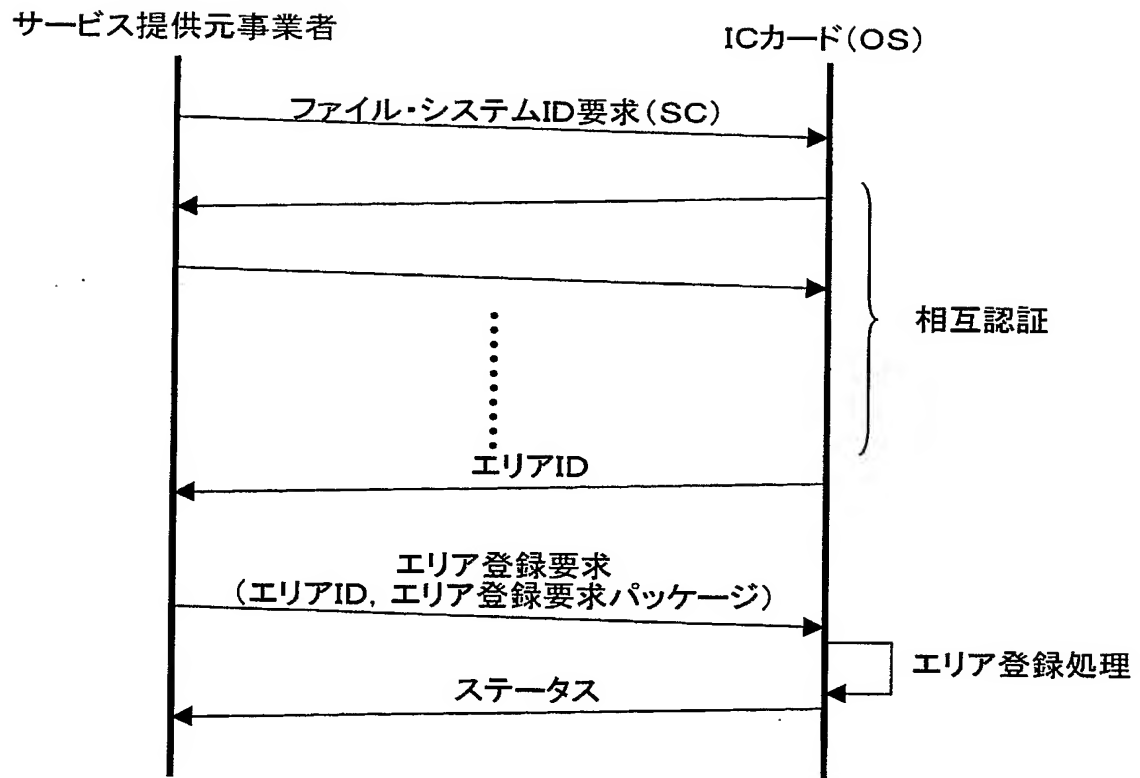 サービス提供元事業者
ICカード(OS)
ファイル・システムID要求(SC)
相互認証
エリアID
エリア登録要求
(エリアID, エリア登録要求パッケージ)
エリア登録処理
ステータス